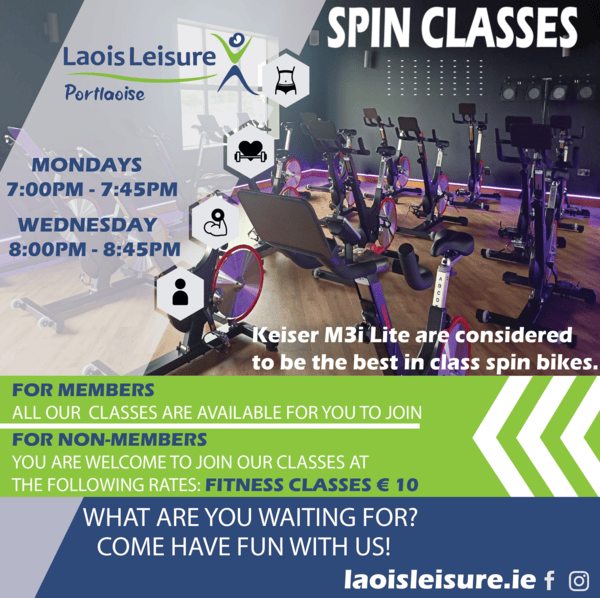 SPIN CLASSES
Laois Leisure
Portlaoise
MONDAYS
7:00PM - 7:45PM
WEDNESDAY
8:00PM - 8:45PM
ABCD
Keiser M3i Lite are considered
to be the best in class spin bikes.
FOR MEMBERS
ALL OUR CLASSES ARE AVAILABLE FOR YOU TO JOIN
FOR NON-MEMBERS
YOU ARE WELCOME TO JOIN OUR CLASSES AT
THE FOLLOWING RATES: FITNESS CLASSES € 10
WHAT ARE YOU WAITING FOR?
COME HAVE FUN WITH US!
laoisleisure.ie